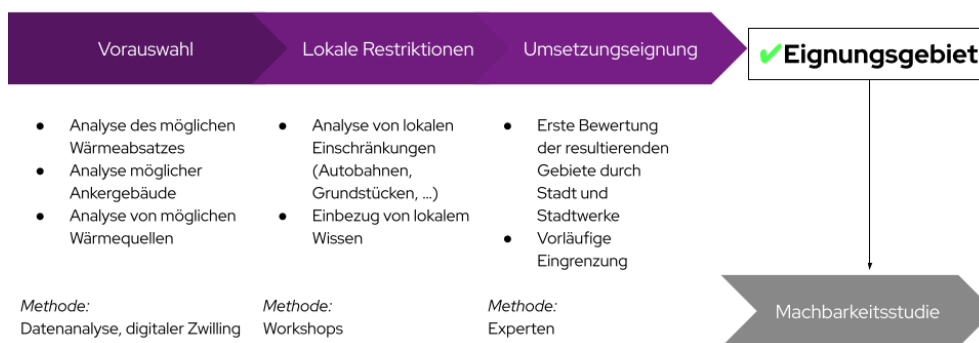 Vorauswahl
Lokale Restriktionen
Umsetzungseignung
✔Eignungsgebiet
● Analyse des möglichen
Wärmeabsatzes
● Analyse möglicher
Ankergebäude
● Analyse von möglichen
Wärmequellen
● Analyse von lokalen
Einschränkungen
(Autobahnen,
Grundstücken, ...)
● Einbezug von lokalem
Wissen
● Erste Bewertung
der resultierenden
Gebiete durch
Stadt und
Stadtwerke
● Vorläufige
Eingrenzung
Methode:
Datenanalyse, digitaler Zwilling
Methode:
Workshops
Methode:
Experten
Machbarkeitsstudie